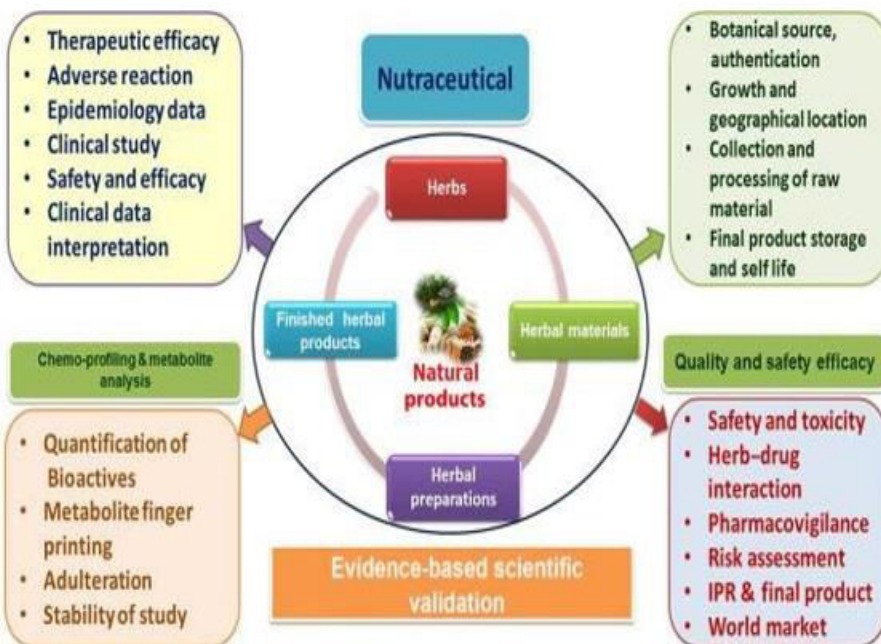 • Therapeutic efficacy
• Adverse reaction
• Epidemiology data
• Clinical study
• Safety and efficacy
• Clinical data
interpretation
Nutraceutical
• Botanical source,
authentication
• Growth and
geographical location
• Collection and
processing of raw
material
• Final product storage
and self life
Herbs
Finished herbal
products
Herbal materials
Natural
products
Herbal
preparations
Chemo-profiling & metabolite
analysis
• Quantification of
Bioactives
• Metabolite finger
printing
• Adulteration
• Stability of study
Evidence-based scientific
validation
Quality and safety efficacy
• Safety and toxicity
• Herb–drug
interaction
• Pharmacovigilance
• Risk assessment
• IPR & final product
• World market